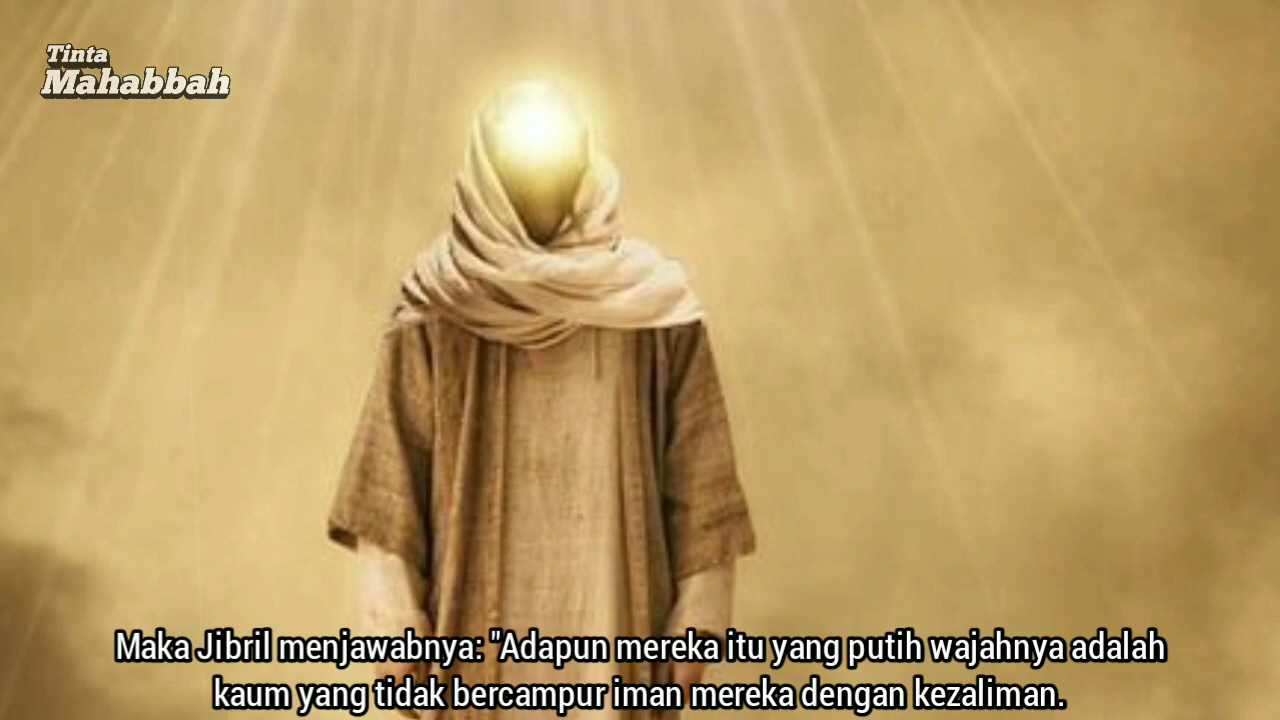 Tinta
Mahabbah
Maka Jibril menjawabnya: "Adapun mereka itu yang putih wajahnya adalah
kaum yang tidak bercampur iman mereka dengan kezaliman.